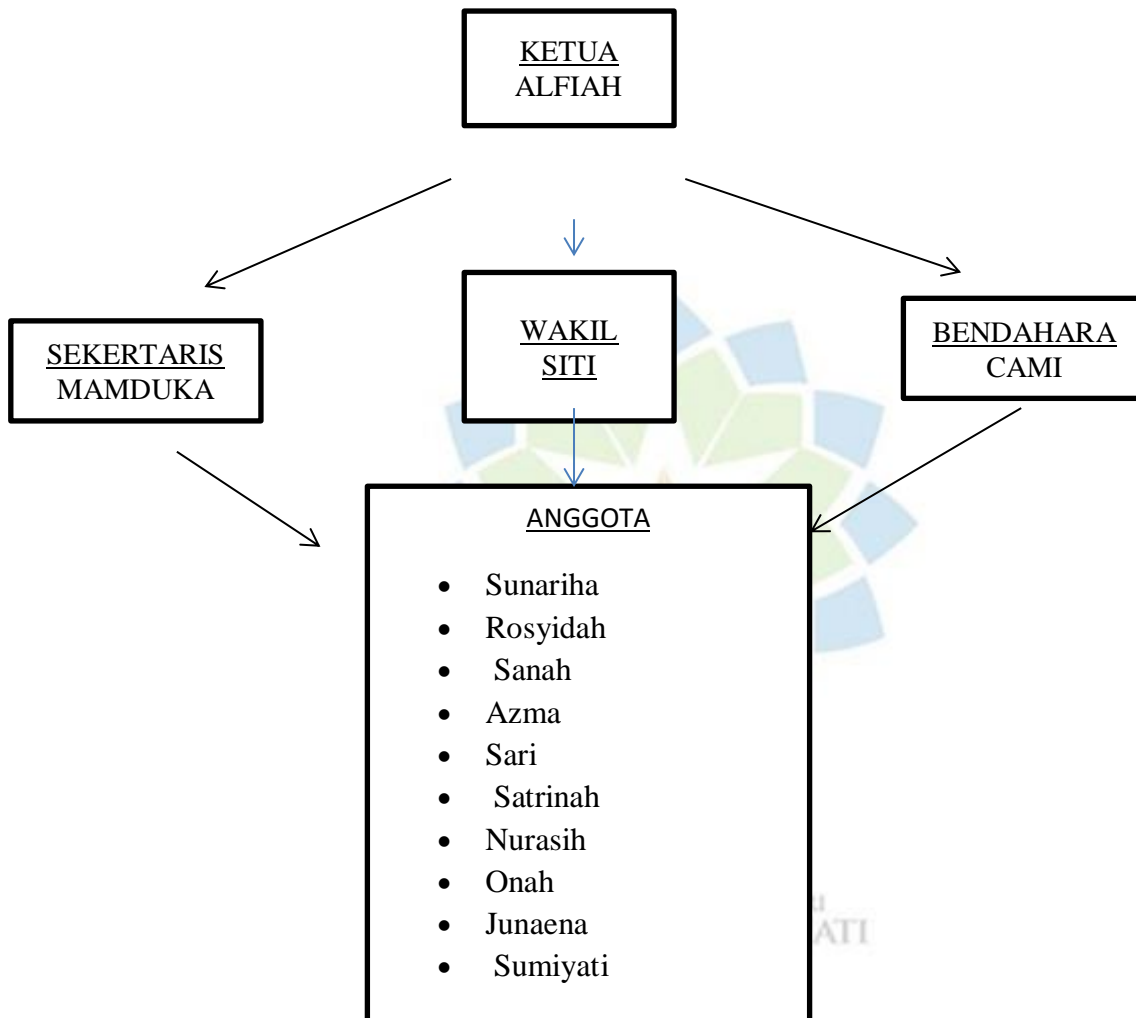 KETUA
ALFIAH
SEKERTARIS
MAMDUKA
WAKIL
SITI
BENDAHARA
CAMI
ANGGOTA
• Sunariha
• Rosyidah
• Sanah
• Azma
• Sari
• Satrinah
• Nurasih
• Onah
• Junaena
• Sumiyati
ATI